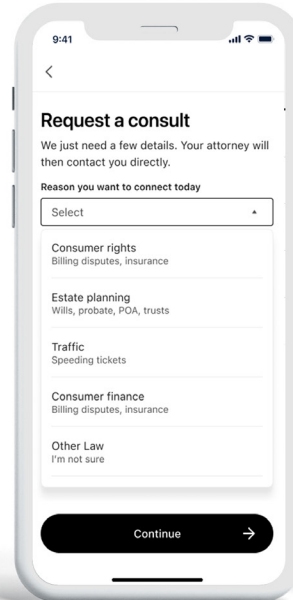 9:41
Request a consult
We just need a few details. Your attorney will
then contact you directly.
Reason you want to connect today
Select
Consumer rights
Billing disputes, insurance
Estate planning
Wills, probate, POA, trusts
Traffic
Speeding tickets
Consumer finance
Billing disputes, insurance
Other Law
I'm not sure
Continue